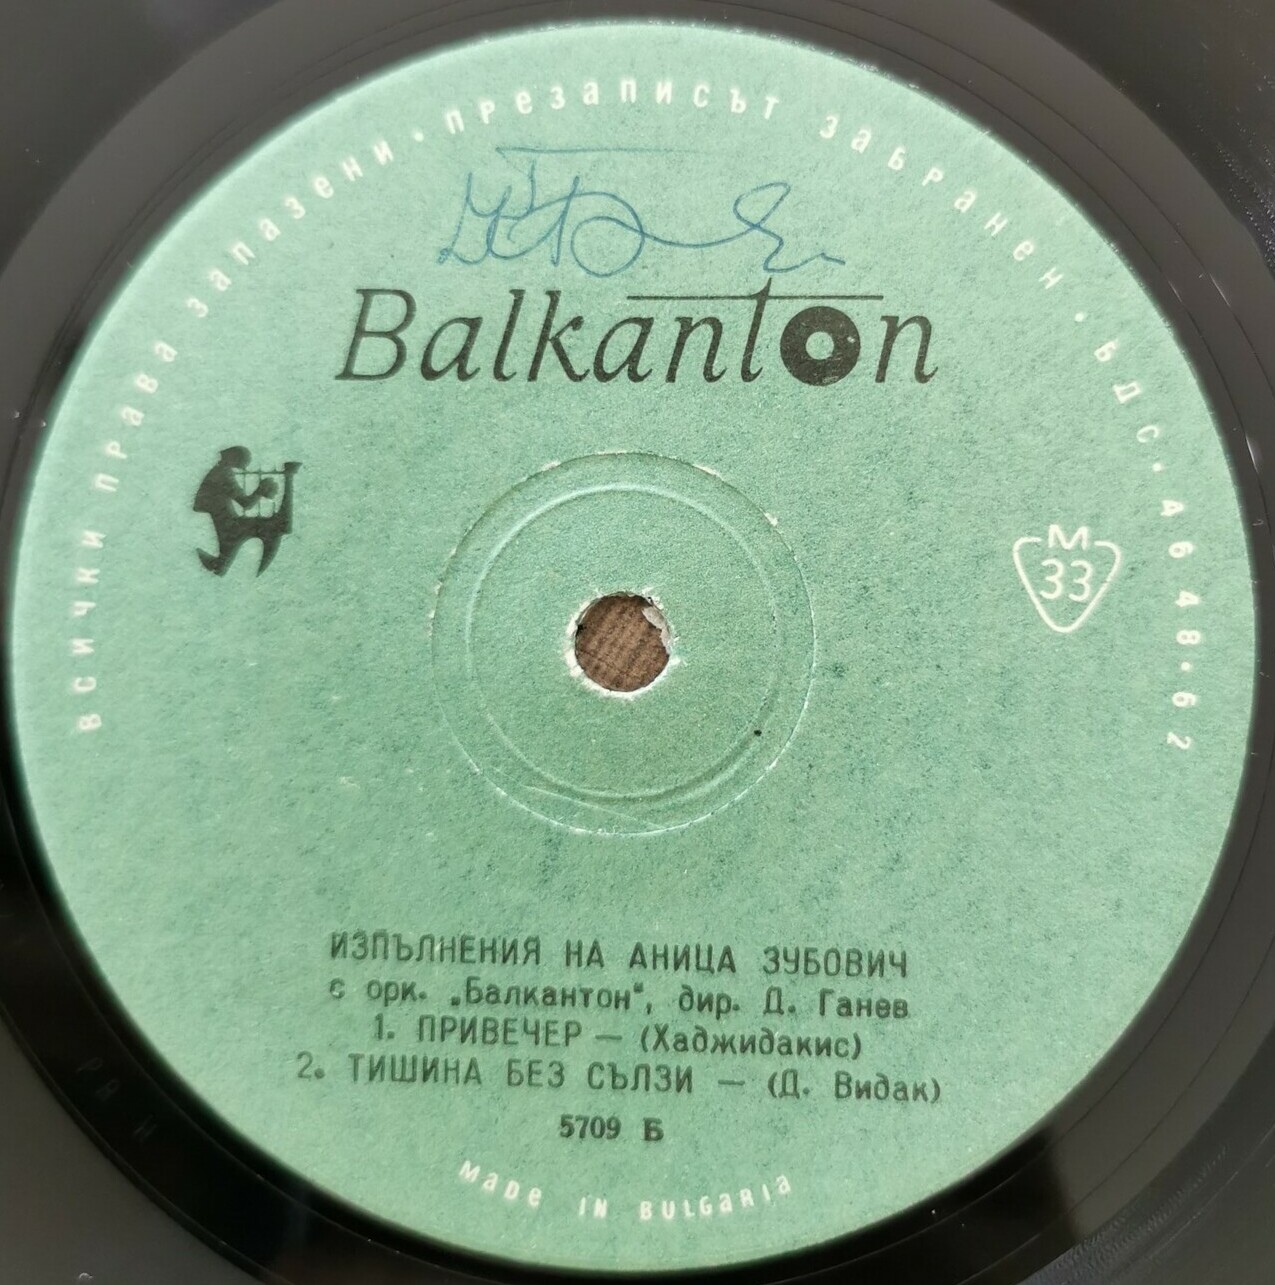 всички права запазени · презаписът забранен · БДС · 4648 · 62
Balkanton
М
33
ИЗПЪЛНЕНИЯ НА АНИЦА ЗУБОВИЧ
с орк. „Балкантон“, дир. Д. Ганев
1. ПРИВЕЧЕР — (Хаджидакис)
2. ТИШИНА БЕЗ СЪЛЗИ — (Д. Видак)
5709 Б
MADE IN BULGARIA